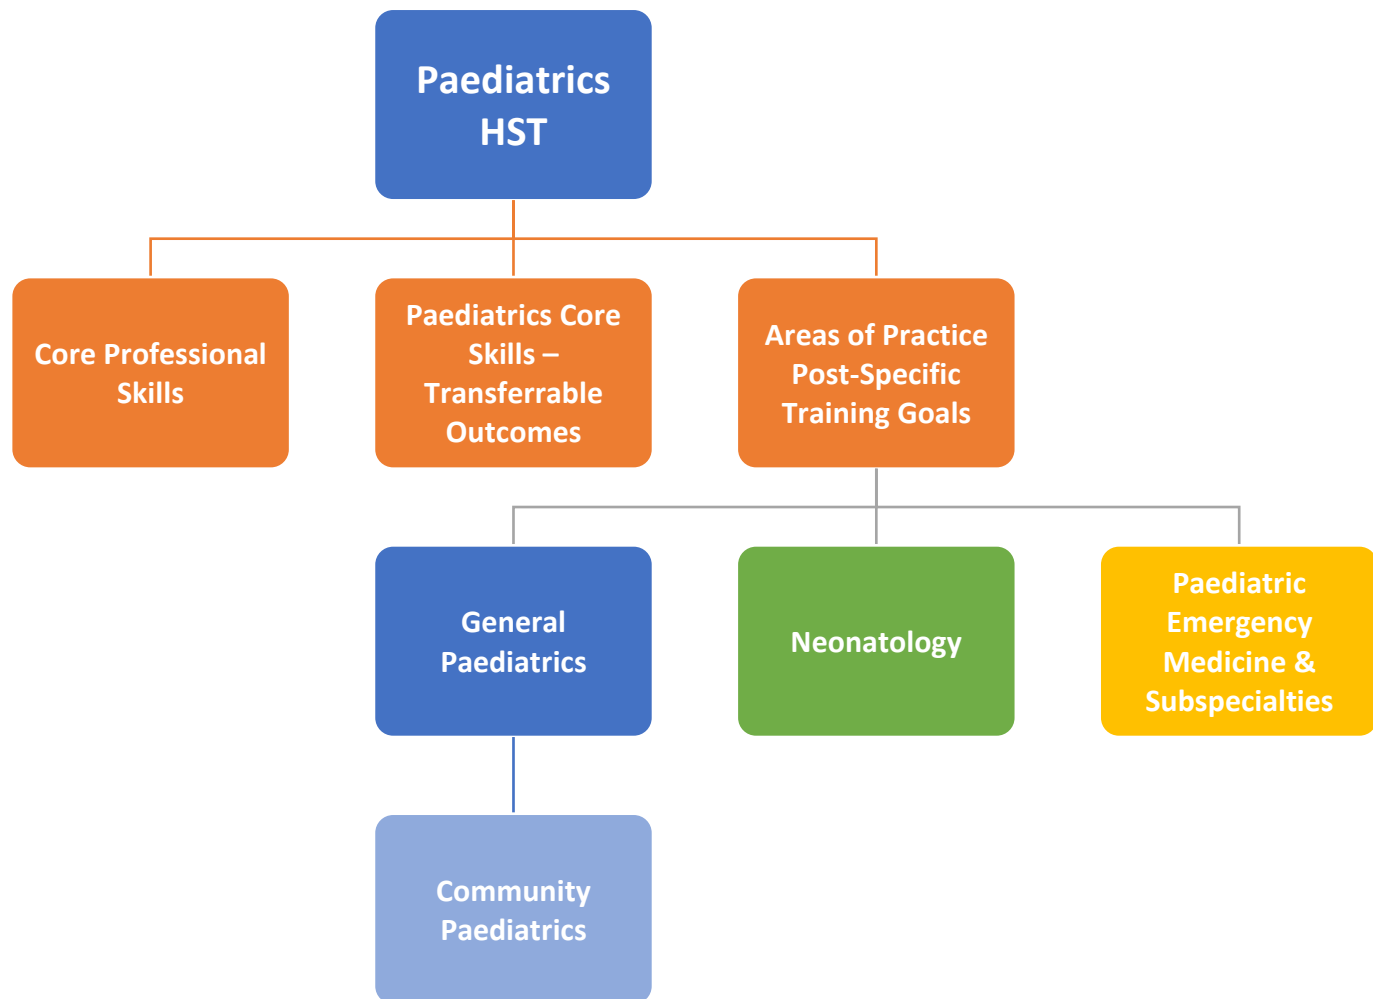 Paediatrics
HST
Core Professional
Skills
Paediatrics Core
Skills –
Transferrable
Outcomes
Areas of Practice
Post-Specific
Training Goals
General
Paediatrics
Neonatology
Paediatric
Emergency
Medicine &
Subspecialties
Community
Paediatrics